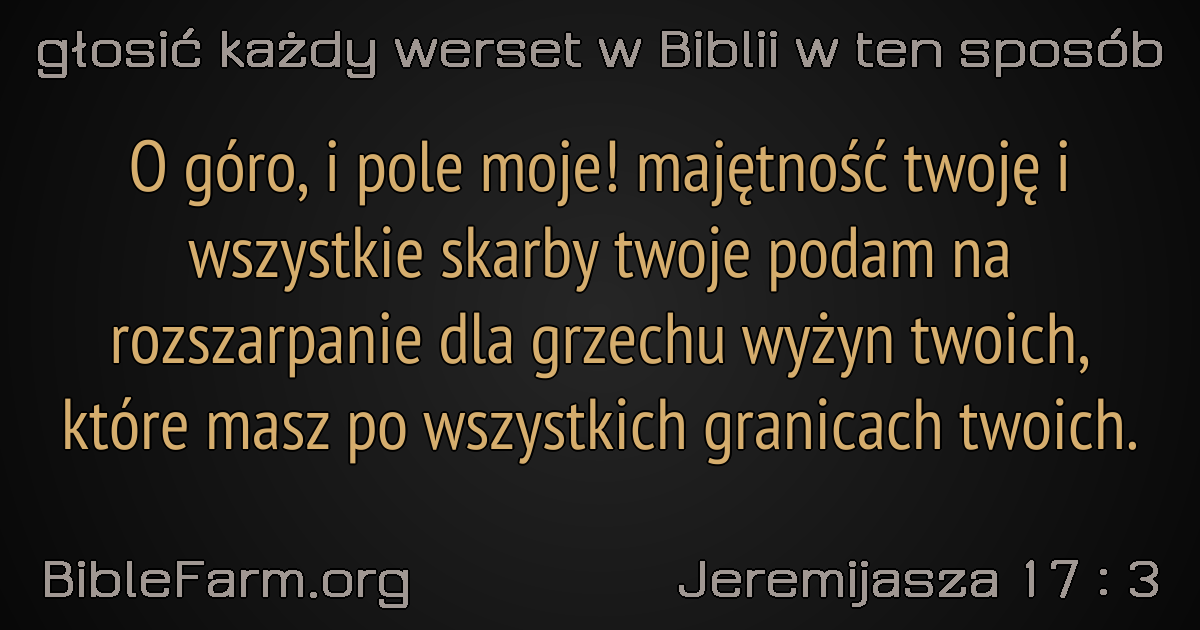 głosić każdy werset w Biblii w ten sposób
O góro, i pole moje! majętność twoję i
wszystkie skarby twoje podam na
rozszarpanie dla grzechu wyżyn twoich,
które masz po wszystkich granicach twoich.
BibleFarm.org
Jeremijasza 17 : 3